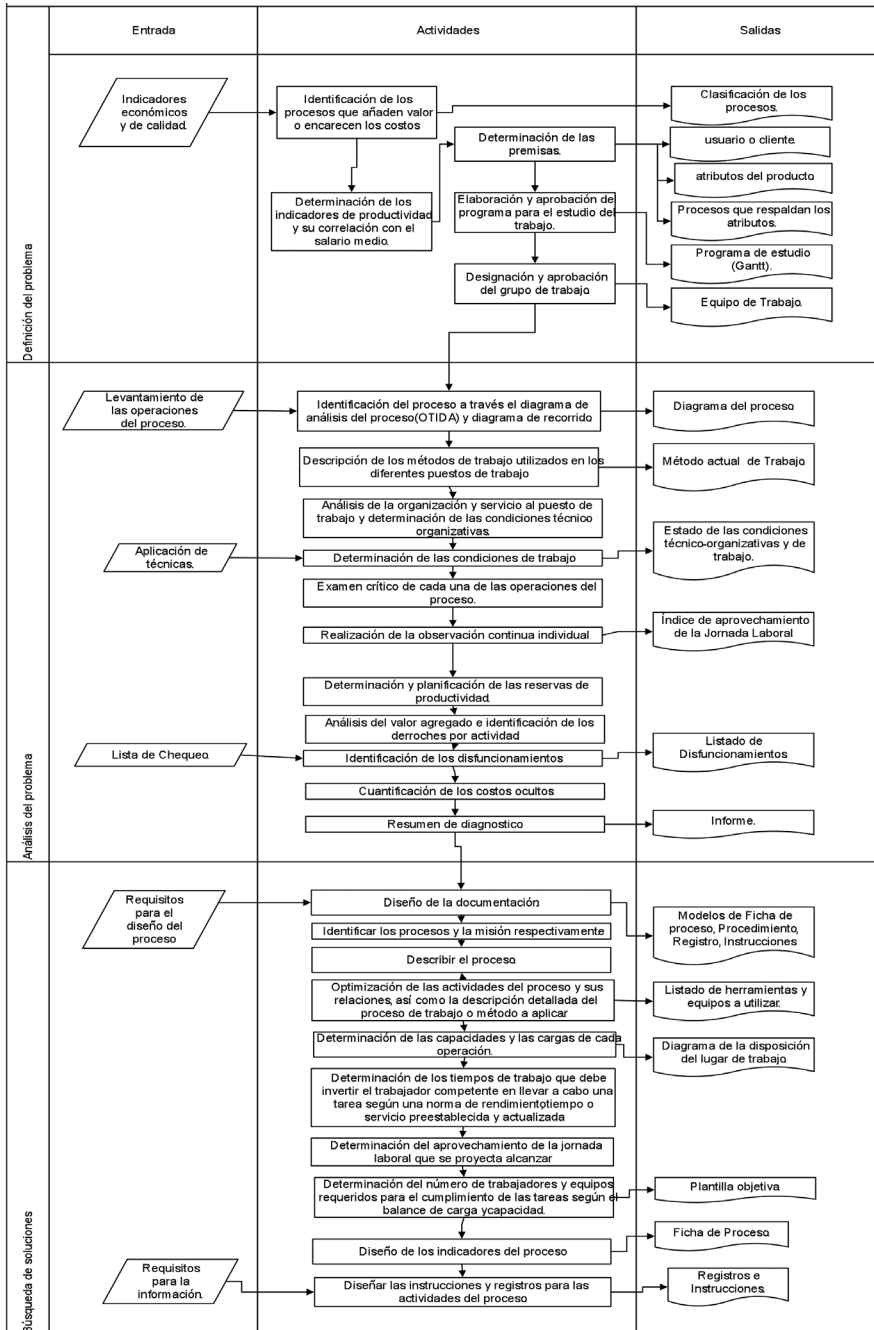 Entrada
Actividades
Salidas
Definición del problema
Indicadores
económicos
y de calidad.
Identificación de los
procesos que añaden valor
o encarecen los costos
Clasificación de los
procesos.
Determinación de las
premisas.
usuario o cliente.
atributos del producto.
Determinación de los
indicadores de productividad
y su correlación con el
salario medio.
Elaboración y aprobación de
programa para el estudio del
trabajo.
Procesos que respaldan los
atributos.
Programa de estudio
(Gantt).
Designación y aprobación
del grupo de trabajo.
Equipo de Trabajo.
Análisis del problema
Levantamiento de
las operaciones
del proceso.
Identificación del proceso a través el diagrama de
análisis del proceso(OTIDA) y diagrama de recorrido
Diagrama del proceso.
Descripción de los métodos de trabajo utilizados en los
diferentes puestos de trabajo
Método actual de Trabajo.
Análisis de la organización y servicio al puesto de
trabajo y determinación de las condiciones técnico
organizativas.
Aplicación de
técnicas.
Determinación de las condiciones de trabajo
Estado de las condiciones
técnico-organizativas y de
trabajo.
Examen crítico de cada una de las operaciones del
proceso.
Realización de la observación continua individual
Índice de aprovechamiento
de la Jornada Laboral
Determinación y planificación de las reservas de
productividad.
Análisis del valor agregado e identificación de los
derroches por actividad
Lista de Chequeo.
Identificación de los disfuncionamientos
Listado de
Disfuncionamientos
Cuantificación de los costos ocultos
Resumen de diagnostico.
Informe.
Búsqueda de soluciones
Requisitos
para el
diseño del
proceso
Diseño de la documentación.
Modelos de Ficha de
proceso, Procedimiento,
Registro, Instrucciones
Identificar los procesos y la misión respectivamente
Describir el proceso.
Optimización de las actividades del proceso y sus
relaciones, así como la descripción detallada del
proceso de trabajo o método a aplicar
Listado de herramientas y
equipos a utilizar.
Determinación de las capacidades y las cargas de cada
operación.
Diagrama de la disposición
del lugar de trabajo.
Determinación de los tiempos de trabajo que debe
invertir el trabajador competente en llevar a cabo una
tarea según una norma de rendimiento,tiempo o
servicio preestablecida y actualizada
Determinación del aprovechamiento de la jornada
laboral que se proyecta alcanzar
Determinación del número de trabajadores y equipos
requeridos para el cumplimiento de las tareas según el
balance de carga ycapacidad.
Plantilla objetiva.
Diseño de los indicadores del proceso
Ficha de Proceso.
Requisitos
para la
información.
Diseñar las instrucciones y registros para las
actividades del proceso.
Registros e
Instrucciones.